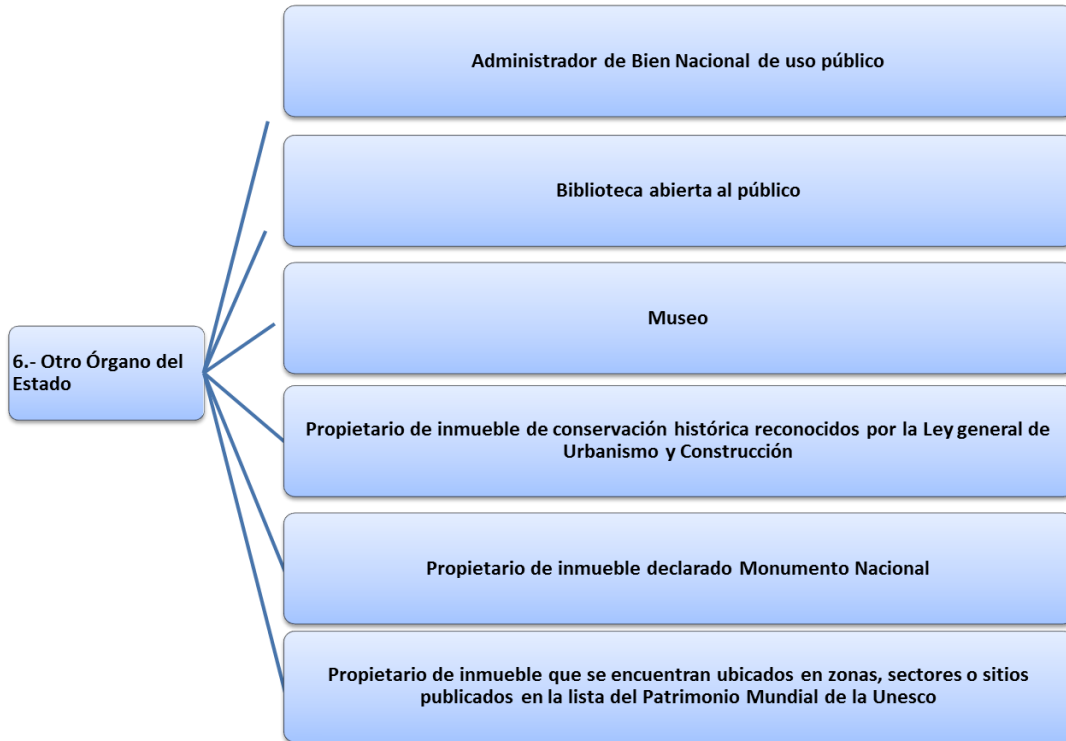 Administrador de Bien Nacional de uso público
Biblioteca abierta al público
Museo
6.- Otro Órgano del
Estado
Propietario de inmueble de conservación histórica reconocidos por la Ley general de
Urbanismo y Construcción
Propietario de inmueble declarado Monumento Nacional
Propietario de inmueble que se encuentran ubicados en zonas, sectores o sitios
publicados en la lista del Patrimonio Mundial de la Unesco